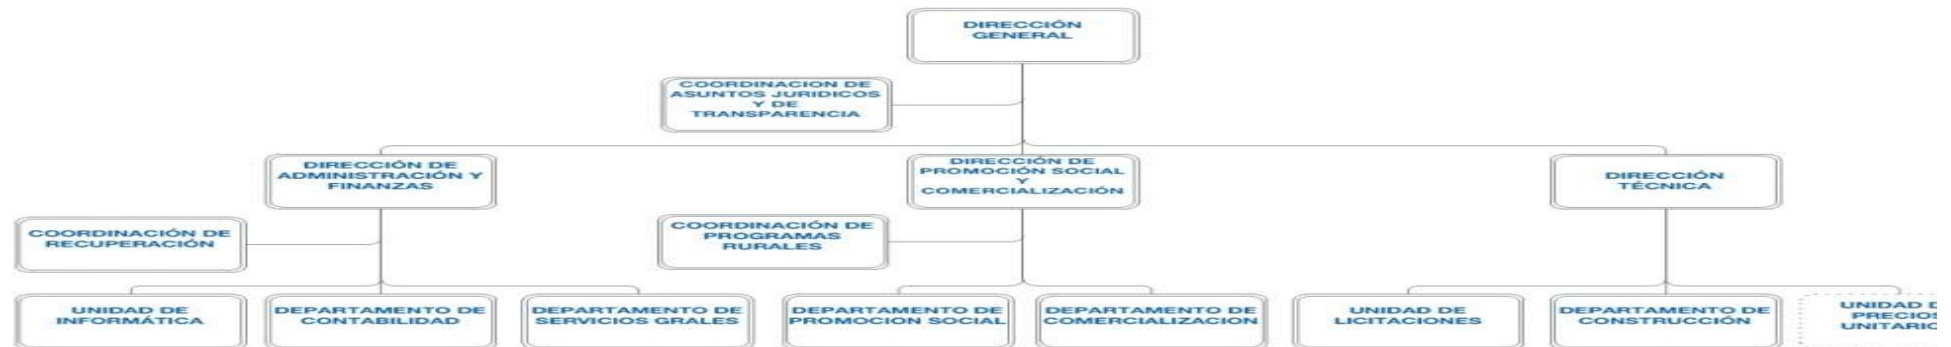 DIRECCIÓN
GENERAL
COORDINACION DE
ASUNTOS JURIDICOS
Y DE
TRANSPARENCIA
DIRECCIÓN DE
ADMINISTRACIÓN Y
FINANZAS
DIRECCIÓN DE
PROMOCIÓN SOCIAL
Y
COMERCIALIZACIÓN
DIRECCIÓN
TÉCNICA
COORDINACIÓN DE
RECUPERACIÓN
COORDINACIÓN DE
PROGRAMAS
RURALES
UNIDAD DE
INFORMÁTICA
DEPARTAMENTO DE
CONTABILIDAD
DEPARTAMENTO DE
SERVICIOS GRALES
DEPARTAMENTO DE
PROMOCION SOCIAL
DEPARTAMENTO DE
COMERCIALIZACION
UNIDAD DE
LICITACIONES
DEPARTAMENTO DE
CONSTRUCCIÓN
UNIDAD
PRECIOS